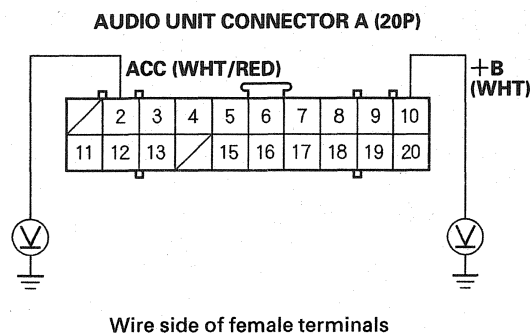 AUDIO UNIT CONNECTOR A (20P)
ACC (WHT/RED)
+B
(WHT)
2 3 4 5 6 7 8 9 10
11 12 13 15 16 17 18 19 20
V V
Wire side of female terminals